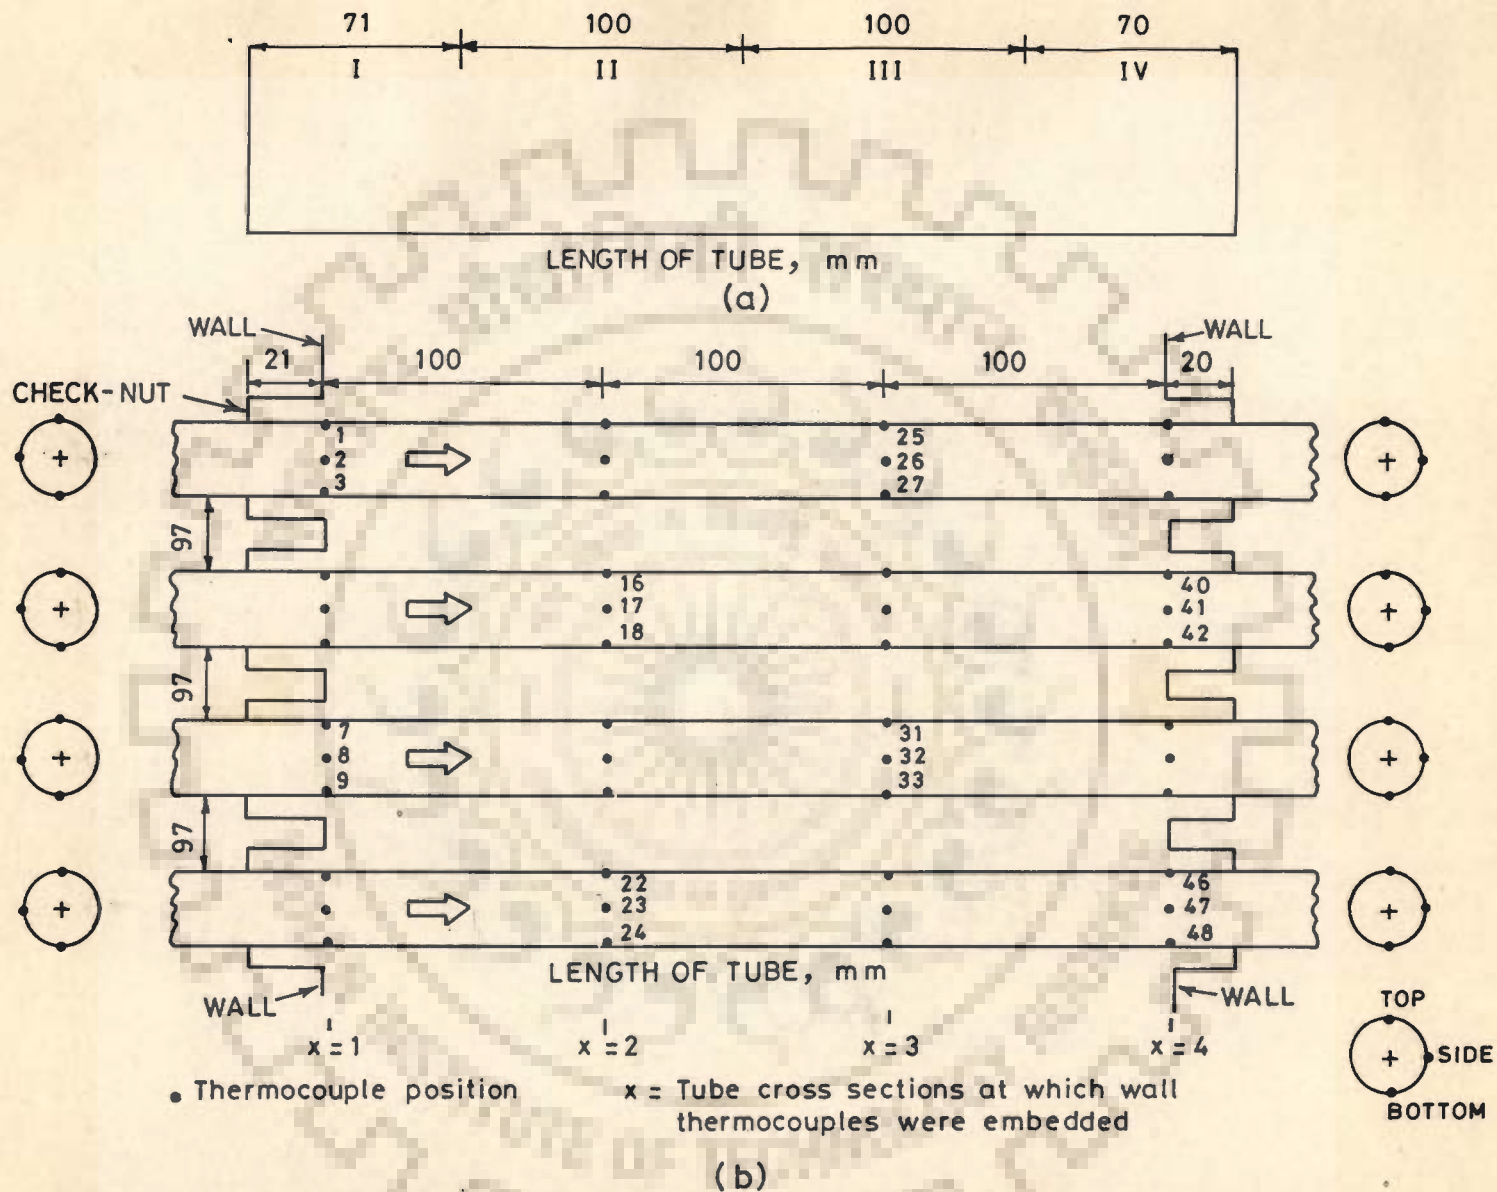 71 100 100 70
I II III IV
LENGTH OF TUBE, mm
(a)
WALL WALL
21 100 100 100 20
CHECK-NUT
1 25
2 26
3 27
97
16 40
17 41
18 42
97
7 31
8 32
9 33
97
22 46
23 47
24 48
LENGTH OF TUBE, mm
WALL WALL
TOP
x = 1 x = 2 x = 3 x = 4
SIDE
• Thermocouple position x = Tube cross sections at which wall
thermocouples were embedded
BOTTOM
(b)